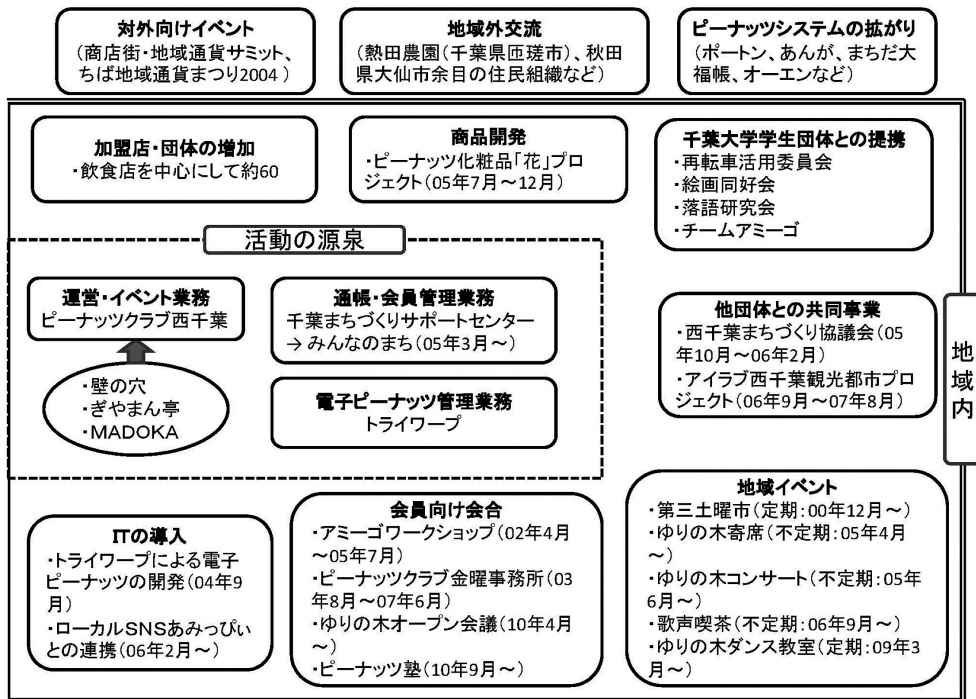 対外向けイベント
(商店街・地域通貨サミット、
ちば地域通貨まつり2004)
地域外交流
(熱田農園(千葉県匝瑳市)、秋田
県大仙市余目の住民組織など)
ピーナッツシステムの拡がり
(ポートン、あんが、まちだ大
福帳、オーエンなど)
加盟店・団体の増加
・飲食店を中心にして約60
商品開発
・ピーナッツ化粧品「花」プロ
ジェクト(05年7月~12月)
千葉大学学生団体との提携
・再転車活用委員会
・絵画同好会
・落語研究会
・チームアミーゴ
活動の源泉
運営・イベント業務
ピーナッツクラブ西千葉
・壁の穴
・ぎやまん亭
・MADOKA
通帳・会員管理業務
千葉まちづくりサポートセンター
→ みんなのまち(05年3月~)
電子ピーナッツ管理業務
トライワープ
他団体との共同事業
・西千葉まちづくり協議会(05
年10月~06年2月)
・アイラブ西千葉観光都市プロ
ジェクト(06年9月~07年8月)
地域内
ITの導入
・トライワープによる電子
ピーナッツの開発(04年9
月)
・ローカルSNSあみっぴぃ
との連携(06年2月~)
会員向け会合
・アミーゴワークショップ(02年4月
~05年7月)
・ピーナッツクラブ金曜事務所(03
年8月~07年6月)
・ゆりの木オープン会議(10年4月
~)
・ピーナッツ塾(10年9月~)
地域イベント
・第三土曜市(定期:00年12月~)
・ゆりの木寄席(不定期:05年4月
~)
・ゆりの木コンサート(不定期:05年
6月~)
・歌声喫茶(不定期:06年9月~)
・ゆりの木ダンス教室(定期:09年3
月~)